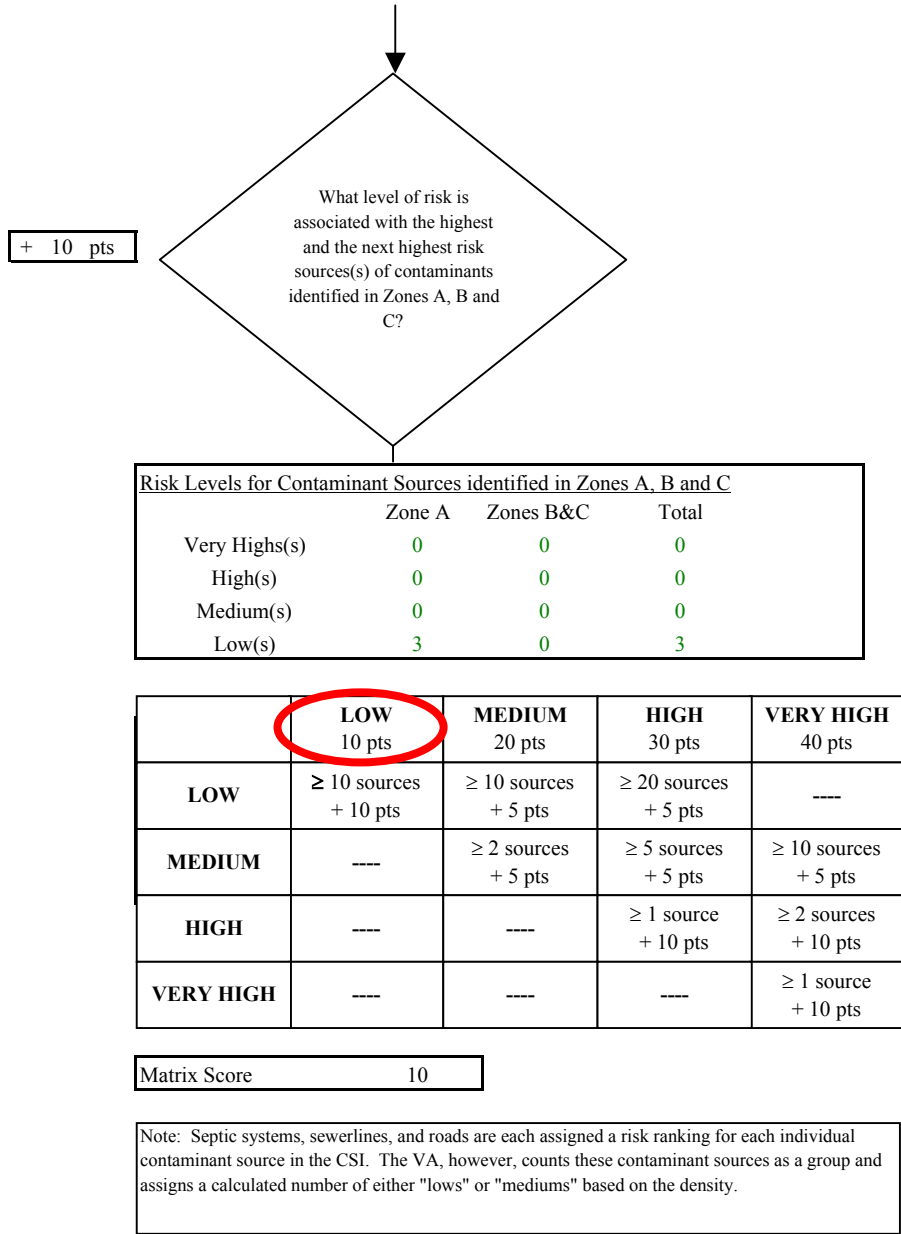 What level of risk is
associated with the highest
and the next highest risk
sources(s) of contaminants
identified in Zones A, B and
C?
+ 10 pts
Risk Levels for Contaminant Sources identified in Zones A, B and C
Zone A Zones B&C Total
Very Highs(s) 0 0 0
High(s) 0 0 0
Medium(s) 0 0 0
Low(s) 3 0 3
LOW MEDIUM HIGH VERY HIGH
10 pts 20 pts 30 pts 40 pts
LOW ≥ 10 sources ≥ 10 sources ≥ 20 sources ----
+ 10 pts + 5 pts + 5 pts
MEDIUM ---- ≥ 2 sources ≥ 5 sources ≥ 10 sources
+ 5 pts + 5 pts + 5 pts
HIGH ---- ---- ≥ 1 source ≥ 2 sources
+ 10 pts + 10 pts
VERY HIGH ---- ---- ---- ≥ 1 source
+ 10 pts
Matrix Score 10
Note: Septic systems, sewerlines, and roads are each assigned a risk ranking for each individual
contaminant source in the CSI. The VA, however, counts these contaminant sources as a group and
assigns a calculated number of either "lows" or "mediums" based on the density.